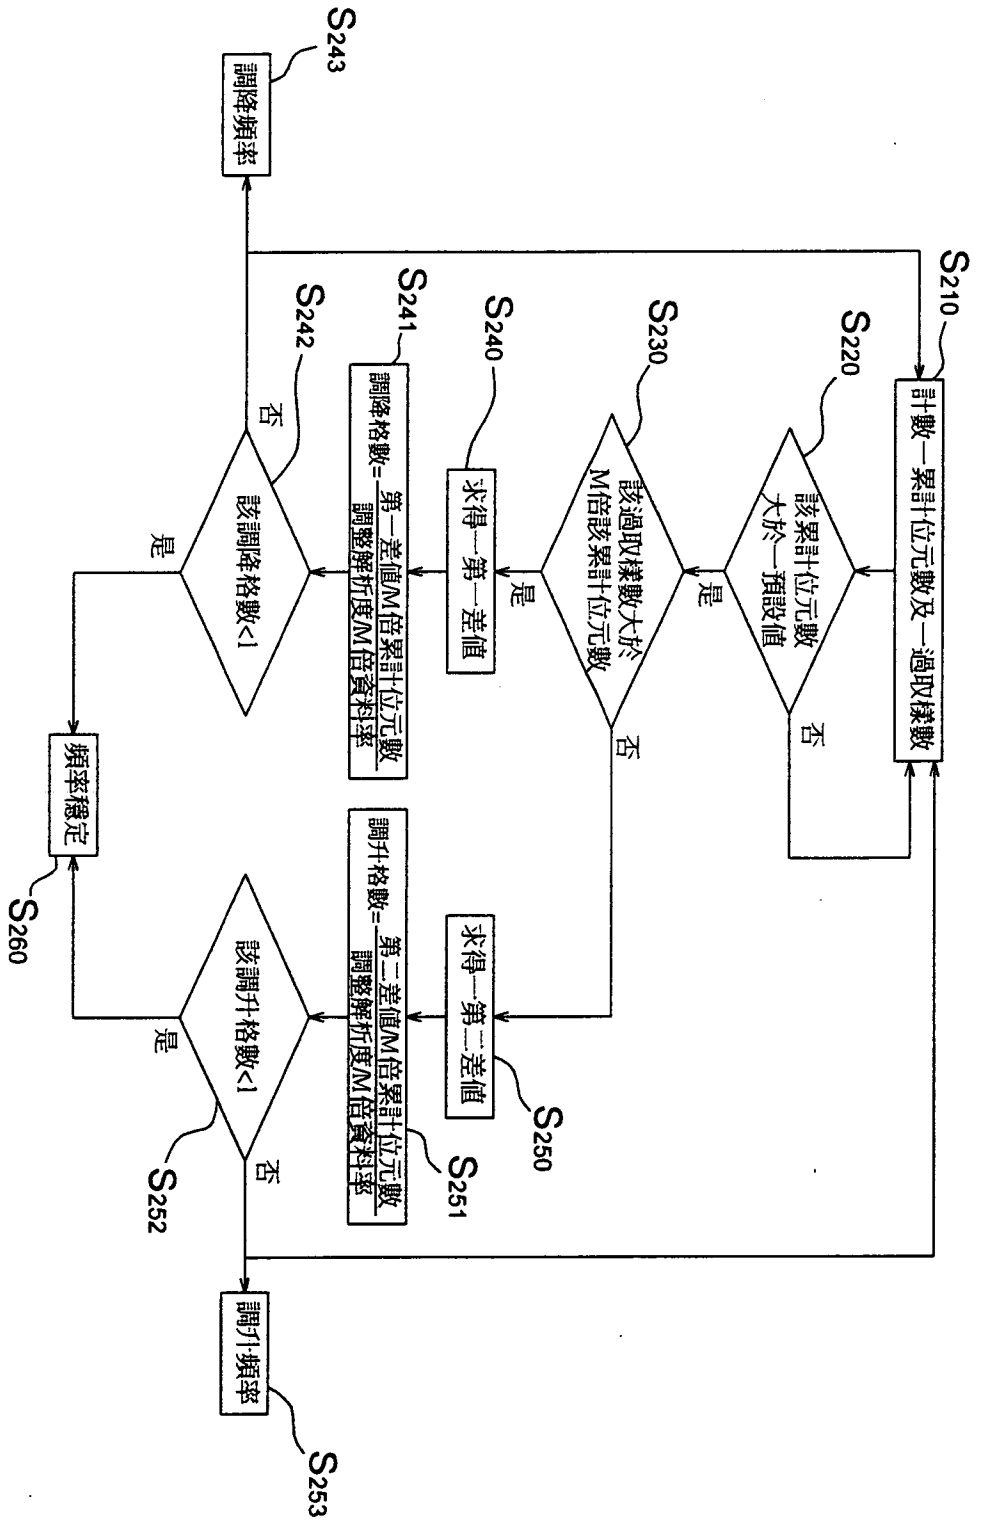 S210
計數一累計位元數及一過取樣數
S220
該累計位元數
大於一預設值
否
是
S230
該過取樣數大於
M倍該累計位元數
否
是
S240
求得一第一差值
S250
求得一第二差值
S241
調降格數=第一差值/M倍累計位元數
調整解析度/M倍資料率
S251
調升格數=第二差值/M倍累計位元數
調整解析度/M倍資料率
S242
該調降格數<1
否
是
S243
調降頻率
該調升格數<1
S252
否
是
調升頻率
S253
頻率穩定
S260